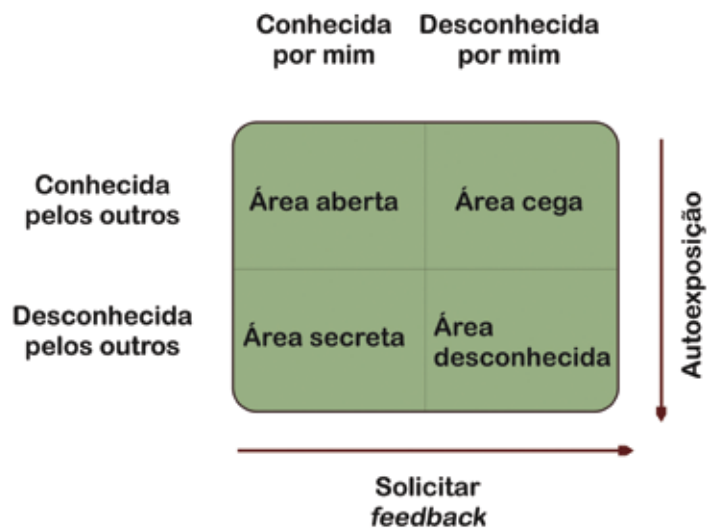 Conhecida
por mim
Desconhecida
por mim
Conhecida
pelos outros
Área aberta
Área cega
Desconhecida
pelos outros
Área secreta
Área
desconhecida
Autoexposição
Solicitar
feedback